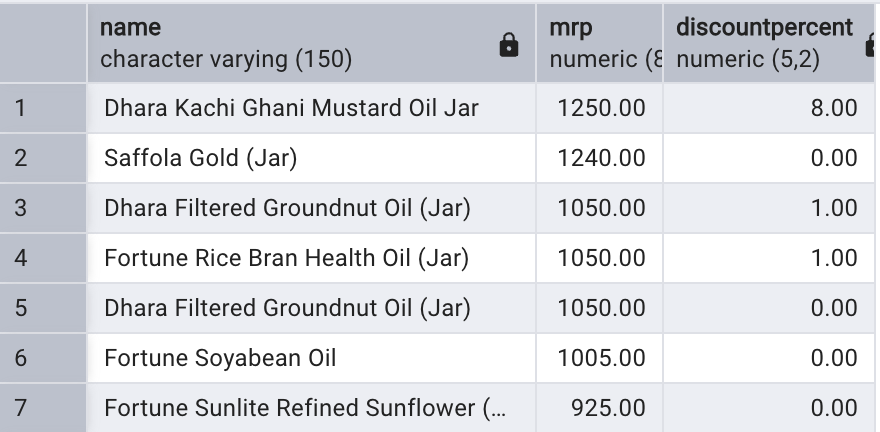 name mrp discountpercent
character varying (150) numeric (8 numeric (5,2)
1 Dhara Kachi Ghani Mustard Oil Jar 1250.00 8.00
2 Saffola Gold (Jar) 1240.00 0.00
3 Dhara Filtered Groundnut Oil (Jar) 1050.00 1.00
4 Fortune Rice Bran Health Oil (Jar) 1050.00 1.00
5 Dhara Filtered Groundnut Oil (Jar) 1050.00 0.00
6 Fortune Soyabean Oil 1005.00 0.00
7 Fortune Sunlite Refined Sunflower (… 925.00 0.00